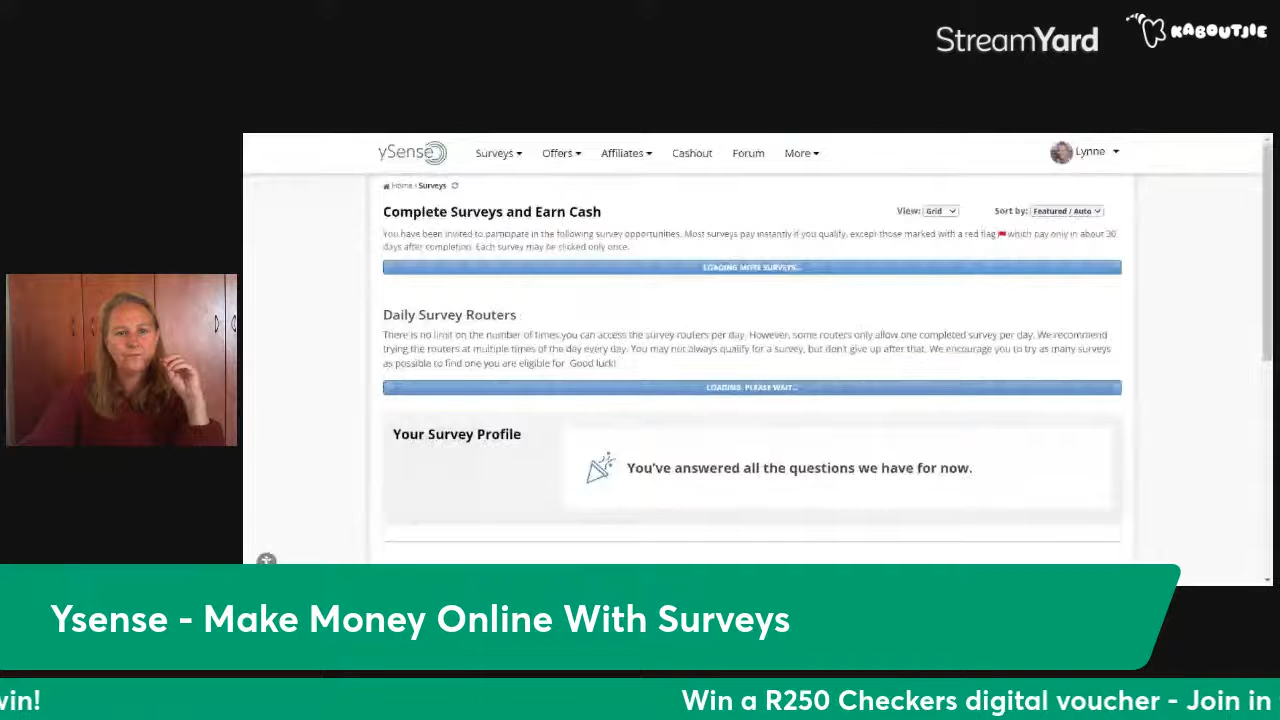 StreamYard KABOUTJIE
ySense Surveys Offers Affiliates Cashout Forum More Lynne
Home › Surveys
Complete Surveys and Earn Cash View: Grid Sort by: Featured / Auto
You have been invited to participate in the following survey opportunities. Most surveys pay instantly if you qualify, except those marked with a red flag which pay only in about 30
days after completion. Each survey may be clicked only once.
LOADING MORE SURVEYS...
Daily Survey Routers
There is no limit on the number of times you can access the survey routers per day. However, some routers only allow one completed survey per day. We recommend
trying the routers at multiple times of the day every day. You may not always qualify for a survey, but don't give up after that. We encourage you to try as many surveys
as possible to find one you are eligible for. Good luck!
LOADING. PLEASE WAIT...
Your Survey Profile
You've answered all the questions we have for now.
Ysense - Make Money Online With Surveys
win! Win a R250 Checkers digital voucher - Join in